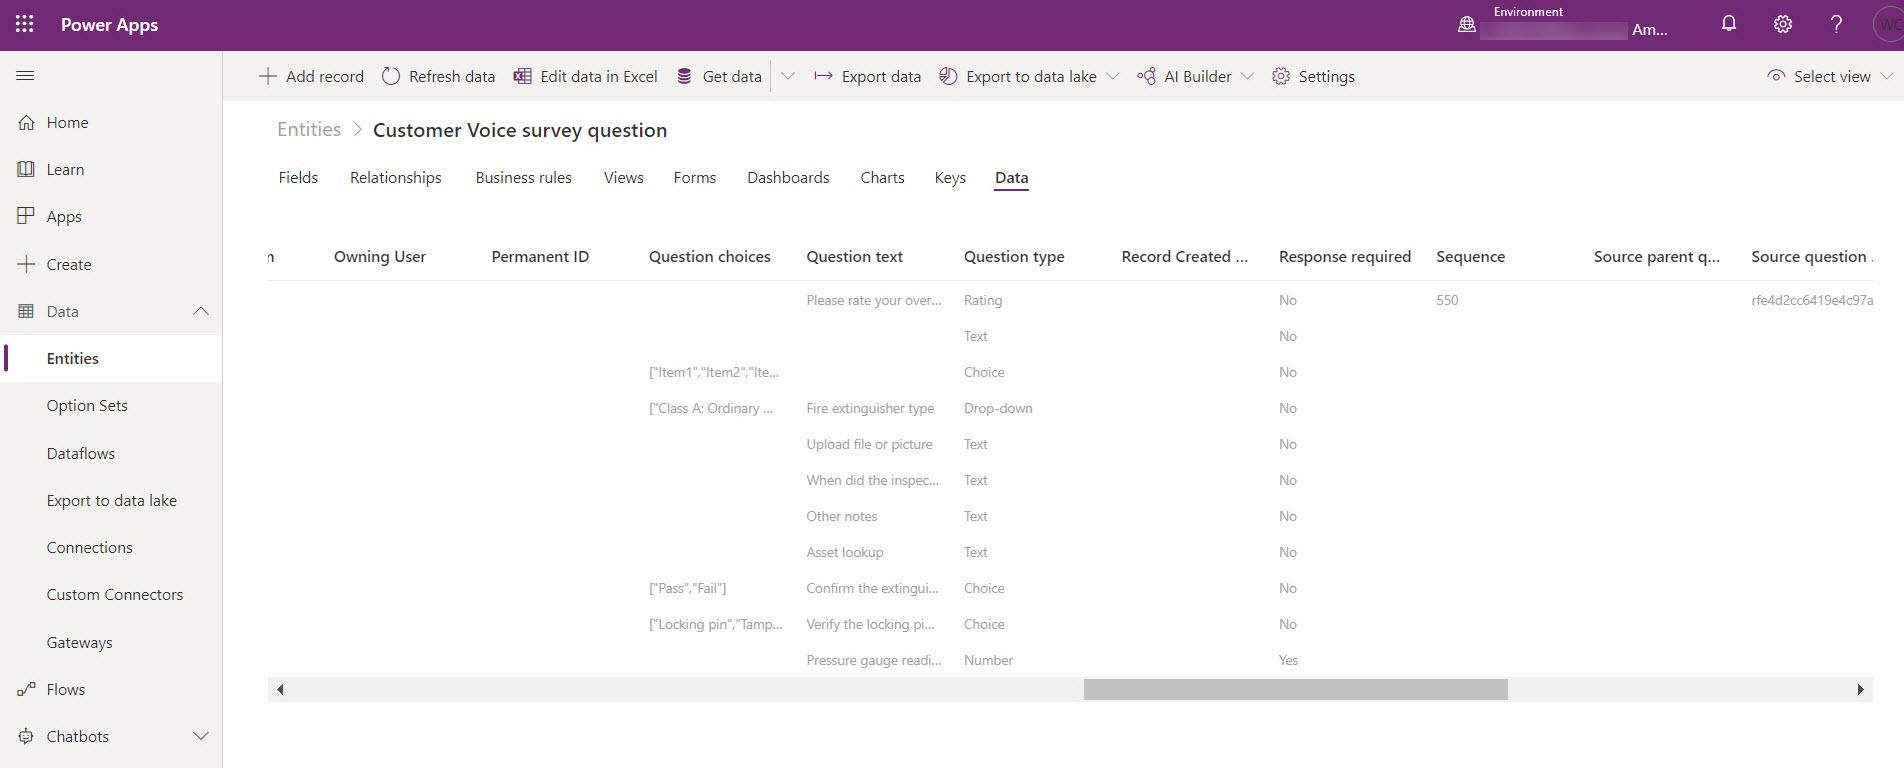 Power Apps
Environment
Am...
Add record
Refresh data
Edit data in Excel
Get data
Export data
Export to data lake
AI Builder
Settings
Select view
Home
Learn
Apps
Create
Data
Entities
Option Sets
Dataflows
Export to data lake
Connections
Custom Connectors
Gateways
Flows
Chatbots
Entities > Customer Voice survey question
Fields Relationships Business rules Views Forms Dashboards Charts Keys Data
n Owning User Permanent ID Question choices Question text Question type Record Created ... Response required Sequence Source parent q... Source question .
Please rate your over... Rating No 550 rfe4d2cc6419e4c97a
Text No
["Item1","Item2","Ite... Choice No
["Class A: Ordinary ... Fire extinguisher type Drop-down No
Upload file or picture Text No
When did the inspec... Text No
Other notes Text No
Asset lookup Text No
["Pass","Fail"] Confirm the extingui... Choice No
["Locking pin","Tamp... Verify the locking pi... Choice No
Pressure gauge readi... Number Yes